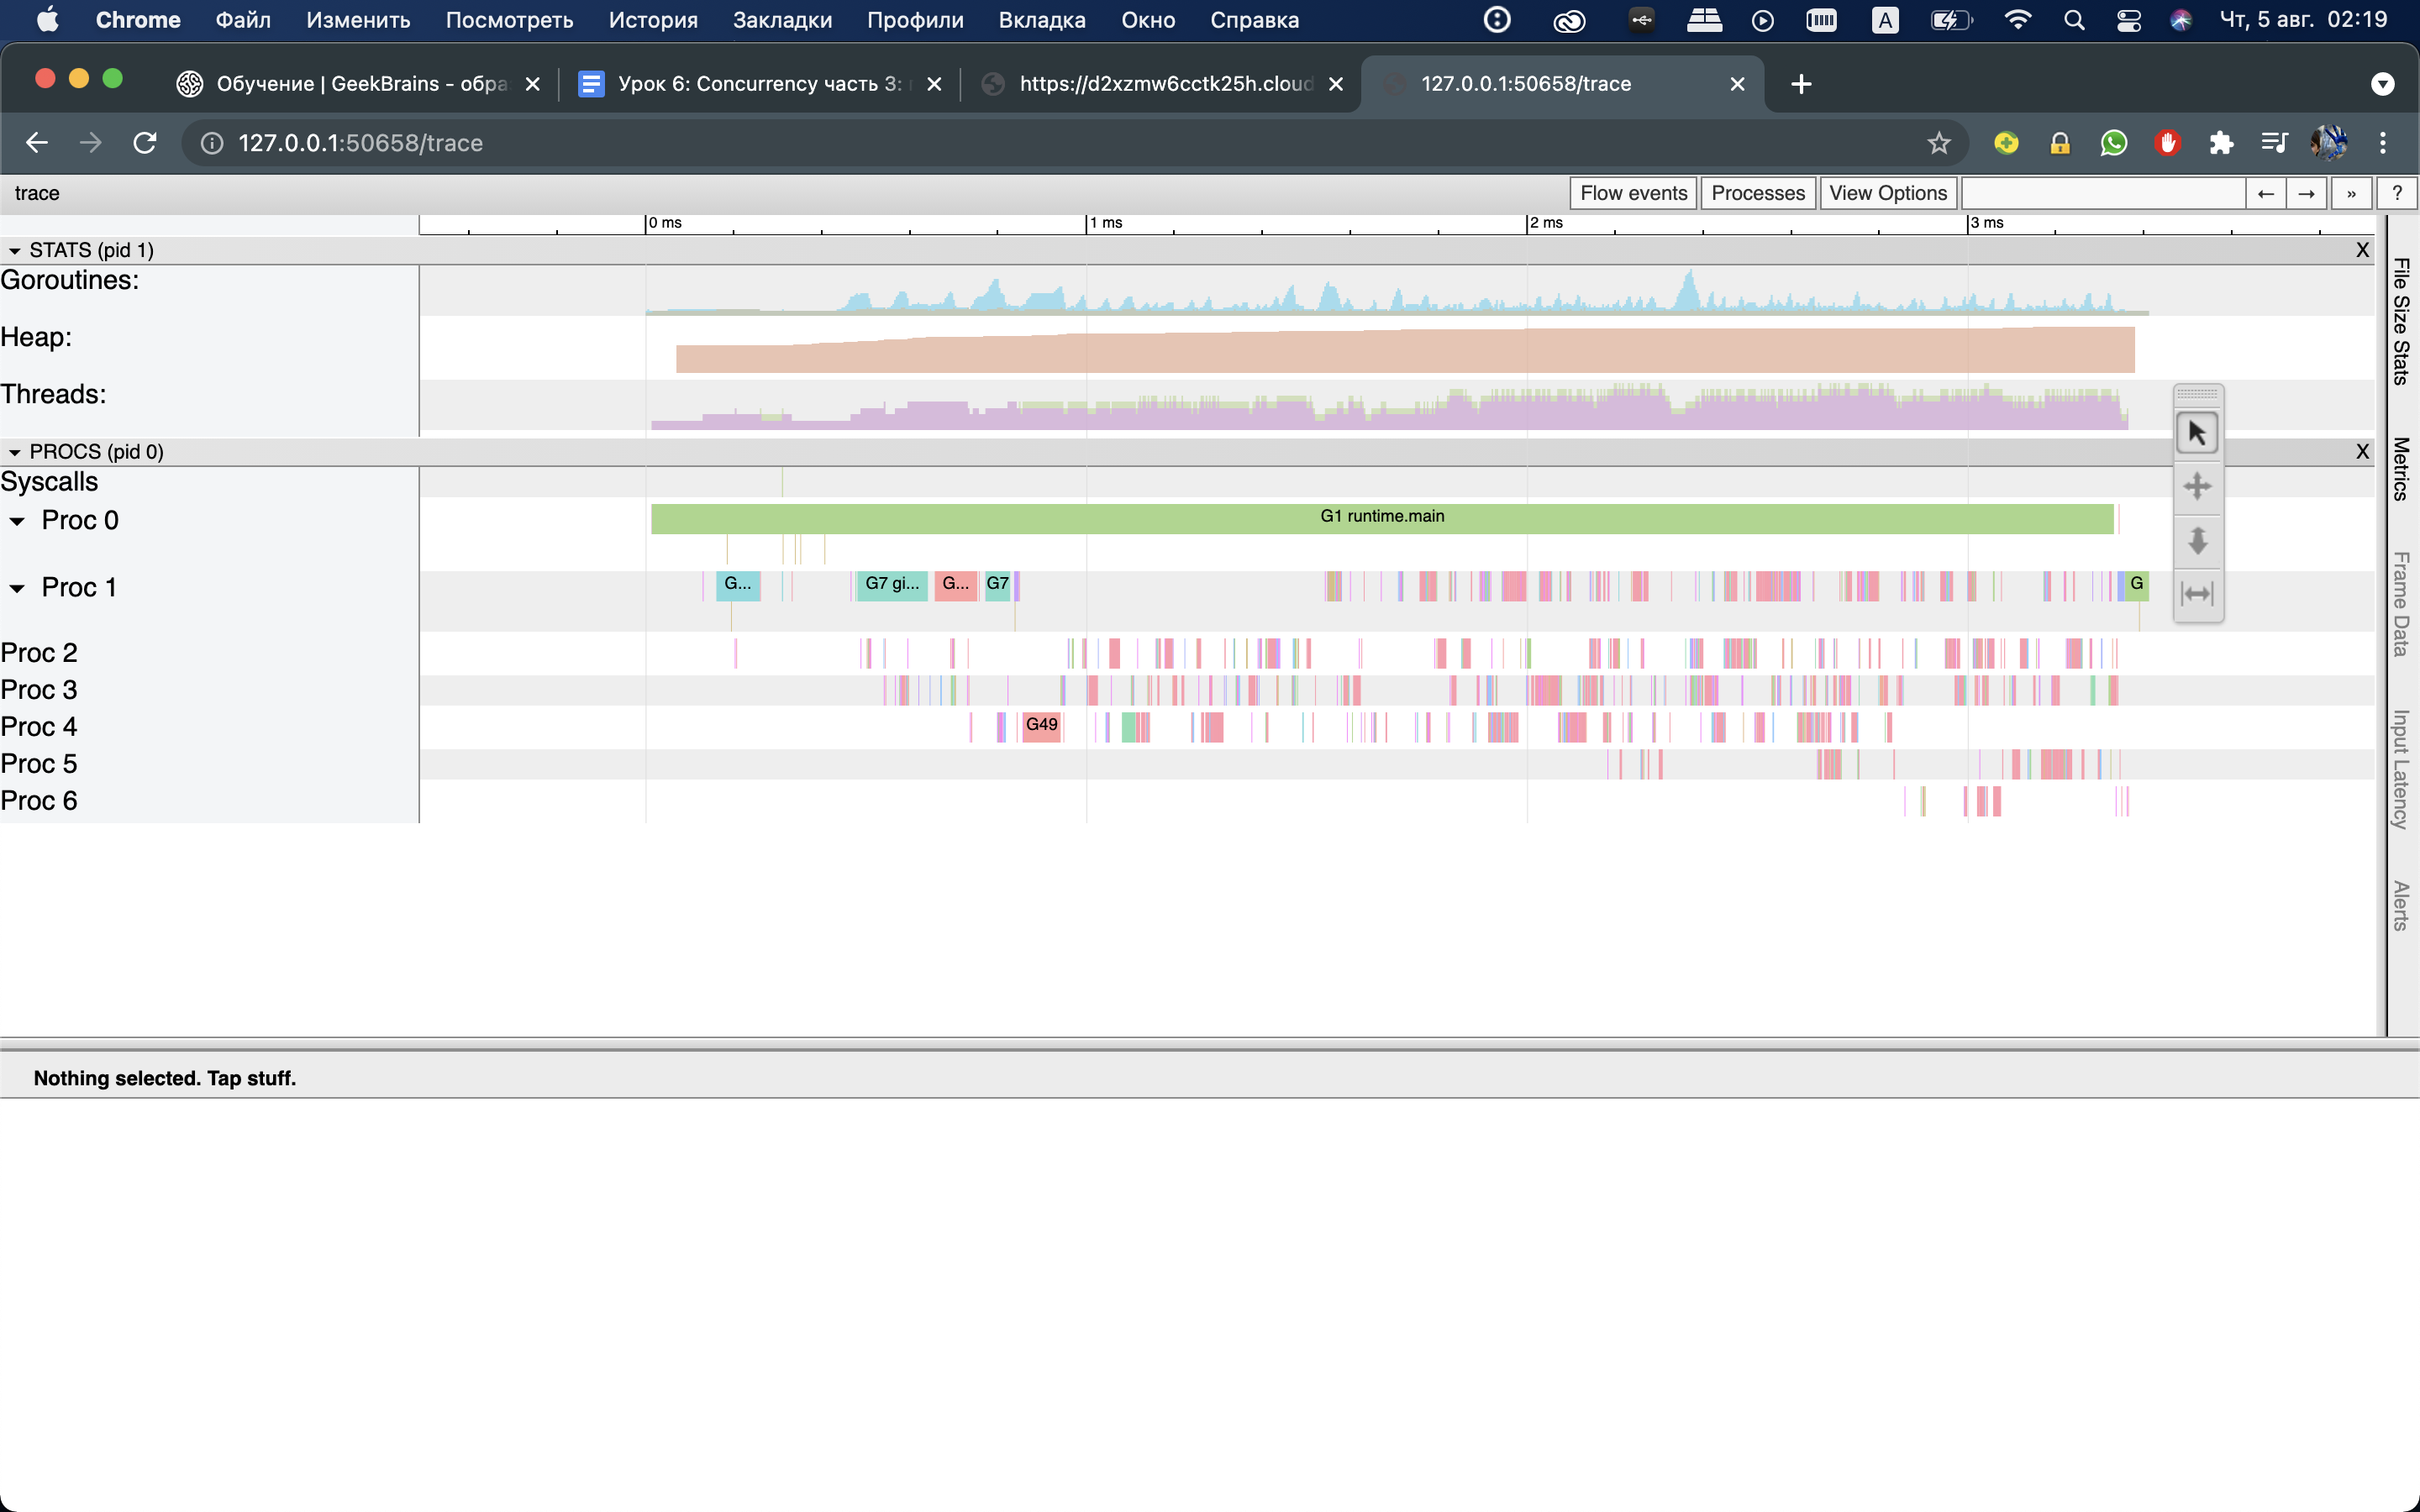 Chrome Файл Изменить Посмотреть История Закладки Профили Вкладка Окно Справка A Чт, 5 авг. 02:19
Обучение | GeekBrains - обра Урок 6: Concurrency часть 3: https://d2xzmw6cctk25h.cloud 127.0.0.1:50658/trace
127.0.0.1:50658/trace
trace Flow events Processes View Options ← → » ?
0 ms 1 ms 2 ms 3 ms
STATS (pid 1) X
Goroutines:
Heap:
Threads:
PROCS (pid 0) X
Syscalls
Proc 0 G1 runtime.main
Proc 1 G... G7 gi... G... G7 G
Proc 2
Proc 3
Proc 4 G49
Proc 5
Proc 6
File Size Stats
Metrics
Frame Data
Input Latency
Alerts
Nothing selected. Tap stuff.